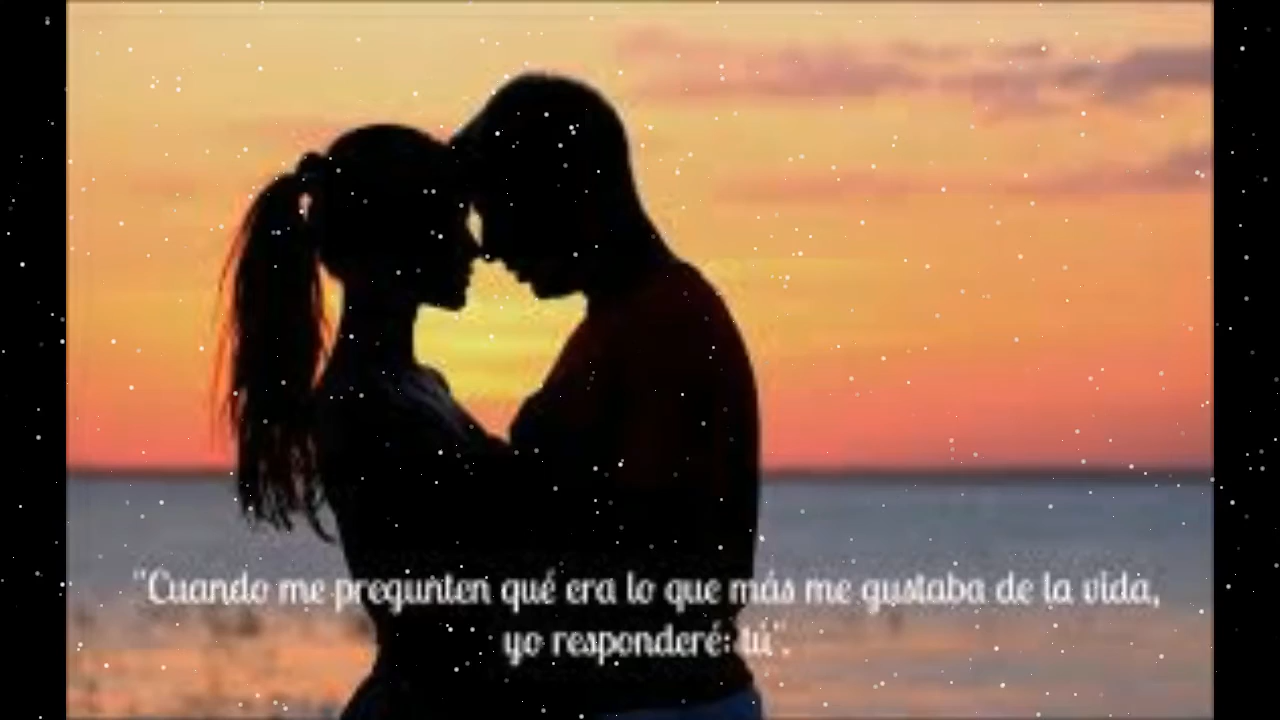 "Cuando me pregunten qué era lo que más me gustaba de la vida,
yo responderé: tú".